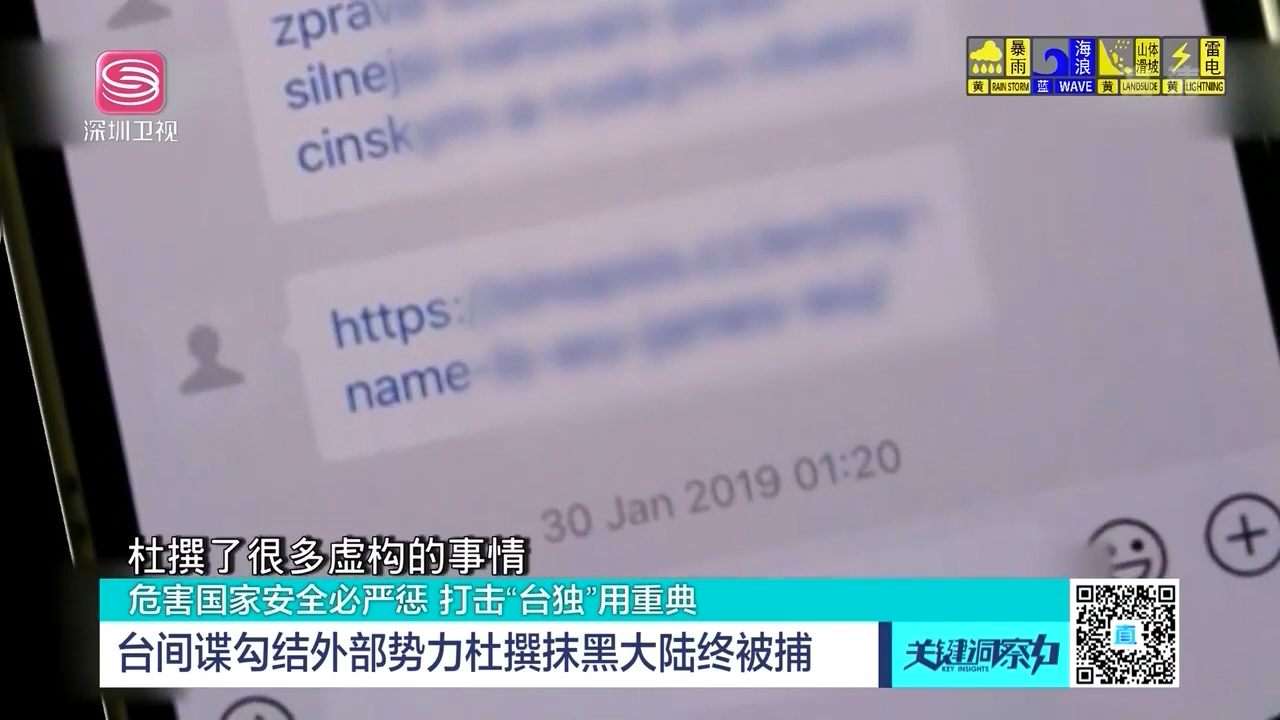 zprav
silnej
cinsk
https:
name
30 Jan 2019 01:20
深圳卫视
暴雨
黄 RAIN STORM
海浪
蓝 WAVE
山体滑坡
黄 LANDSLIDE
雷电
黄 LIGHTNING
杜撰了很多虚构的事情
危害国家安全必严惩 打击“台独”用重典
台间谍勾结外部势力杜撰抹黑大陆终被捕
关键洞察力
KEY INSIGHTS
直